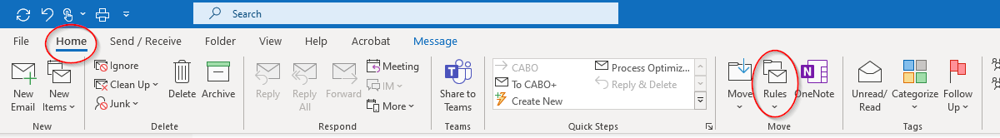 Search
File Home Send / Receive Folder View Help Acrobat Message
New Email
New Items
Ignore
Clean Up
Junk
Delete
Archive
Reply
Reply All
Forward
Meeting
IM
More
Share to Teams
CABO
To CABO+
Create New
Process Optimiz...
Reply & Delete
Move
Rules
OneNote
Unread/ Read
Categorize
Follow Up
New Delete Respond Teams Quick Steps Move Tags